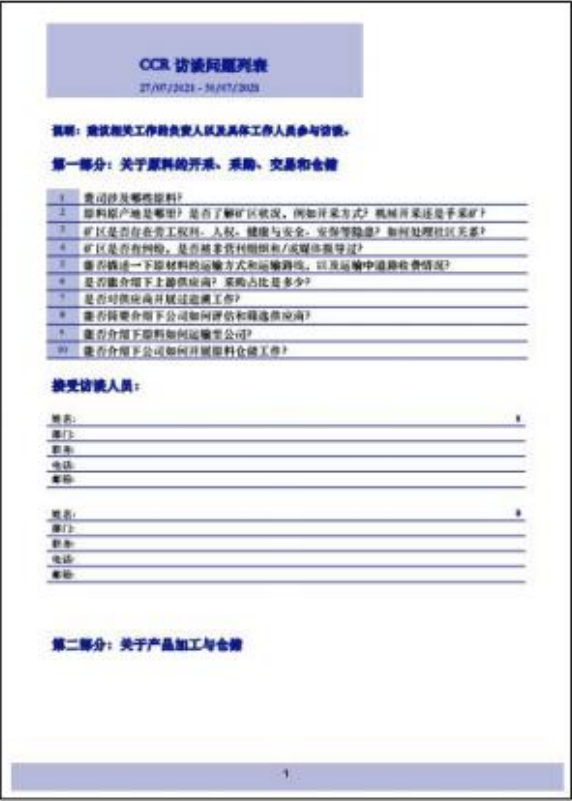 CCR 访谈问题列表
27/07/2021 - 31/07/2021
说明：建议相关工作的负责人以及具体工作人员参与访谈。
第一部分：关于原料的开采、采购、交易和仓储
1 贵司涉及哪些原料？
2 原料原产地是哪里？是否了解矿区状况，例如开采方式？机械开采还是手采矿？
3 矿区是否存在劳工权利、人权、健康与安全、安保等隐患？如何处理社区关系？
4 矿区是否有纠纷，是否被非营利组织和/或媒体报导过？
5 能否描述一下原材料的运输方式和运输路线，以及运输中道路收费情况？
6 是否能介绍下上游供应商？采购占比是多少？
7 是否对供应商开展过追溯工作？
8 能否简要介绍下公司如何评估和筛选供应商？
9 能否介绍下原料如何运输至公司？
10 能否介绍下公司如何开展原料仓储工作？
接受访谈人员：
姓名：
部门：
职务：
电话：
邮箱：
姓名：
部门：
职务：
电话：
邮箱：
第二部分：关于产品加工与仓储
1